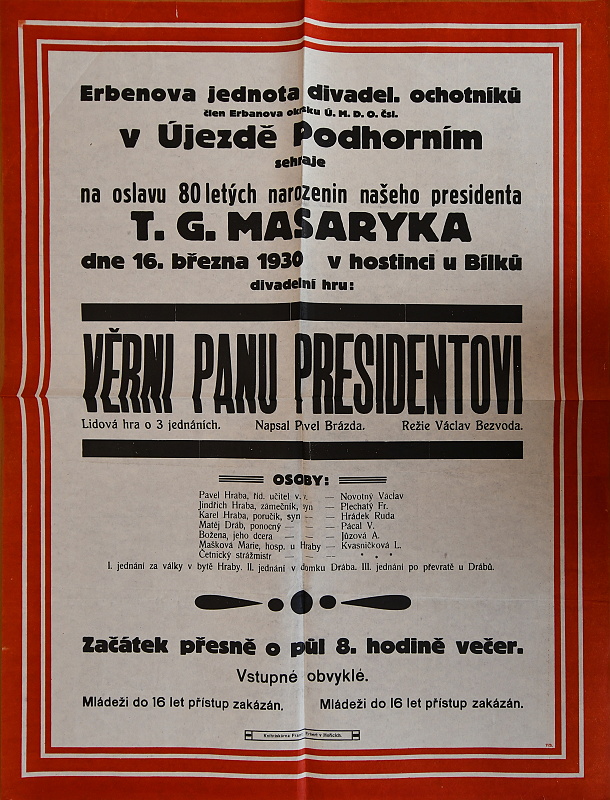 Erbenova jednota divadel. ochotníků
člen Erbanova okrsku Ú. M. D. O. čsl.
v Újezdě Podhorním
sehraje
na oslavu 80 letých narozenin našeho presidenta
T. G. MASARYKA
dne 16. března 1930 v hostinci u Bílků
divadelní hru:
VĚRNI PANU PRESIDENTOVI
Lidová hra o 3 jednáních. Napsal Pavel Brázda. Režie Václav Bezvoda.
OSOBY:
Pavel Hraba, říd. učitel v. v. — Novotný Václav
Jindřich Hraba, zámečník, syn — Plechatý Fr.
Karel Hraba, poručík, syn — — Hrádek Ruda
Matěj Dráb, ponocný — — — Pácal V.
Božena, jeho dcera — — — Jůzová A.
Mašková Marie, hosp. u Hraby — Kvasničková L.
Četnický strážmistr — — — * * *
I. jednání za války v bytě Hraby. II. jednání v domku Drába. III. jednání po převratě u Drábů.
Začátek přesně o půl 8. hodině večer.
Vstupné obvyklé.
Mládeži do 16 let přístup zakázán. Mládeži do 16 let přístup zakázán.
Knihtiskárna v Hořicích.